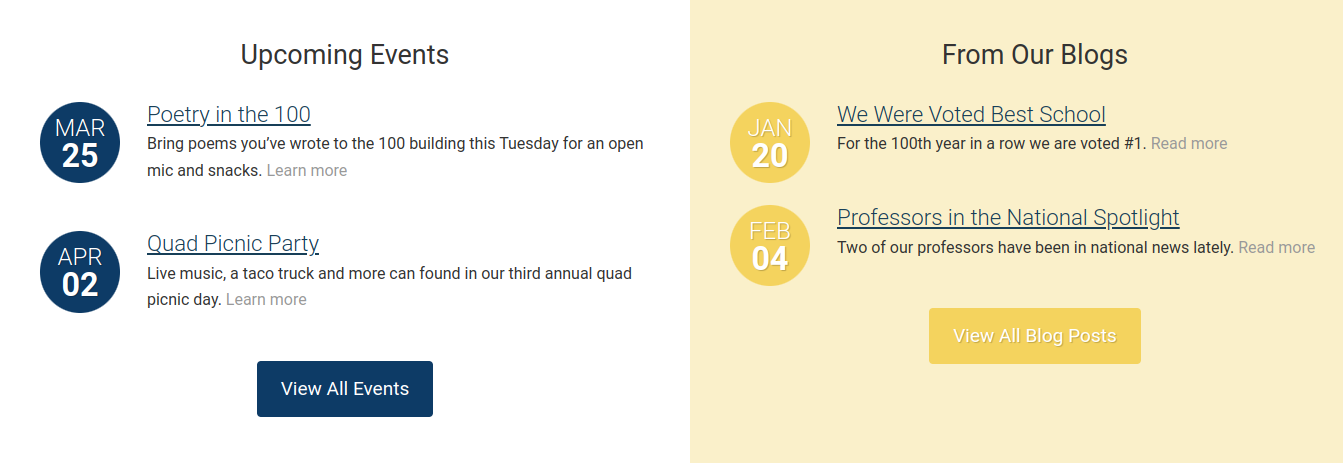 Upcoming Events
MAR
25
Poetry in the 100
Bring poems you’ve wrote to the 100 building this Tuesday for an open
mic and snacks. Learn more
APR
02
Quad Picnic Party
Live music, a taco truck and more can found in our third annual quad
picnic day. Learn more
View All Events
From Our Blogs
JAN
20
We Were Voted Best School
For the 100th year in a row we are voted #1. Read more
FEB
04
Professors in the National Spotlight
Two of our professors have been in national news lately. Read more
View All Blog Posts